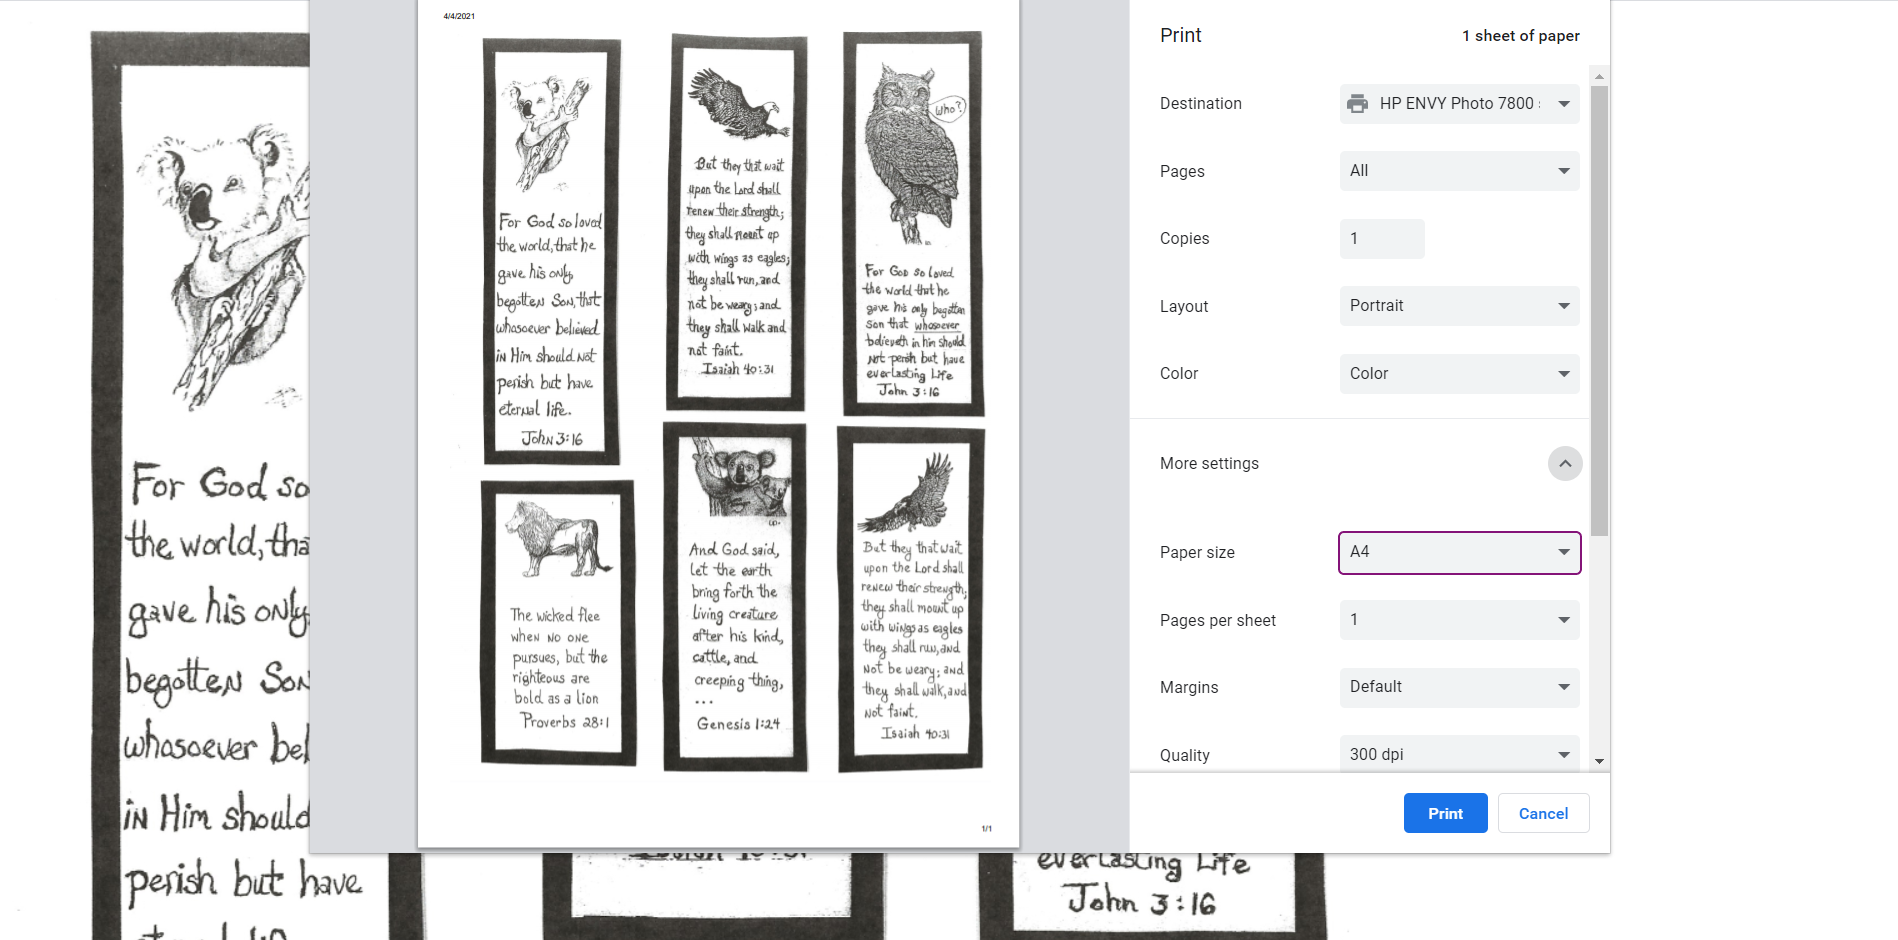 4/4/2021
For God so loved
the world, that he
gave his only
begotten Son, that
whosoever believed
in Him should not
perish but have
eternal life.
John 3:16
But they that wait
upon the Lord shall
renew their strength;
they shall mount up
with wings as eagles;
they shall run, and
not be weary; and
they shall walk and
not faint.
Isaiah 40:31
Who?
For God so loved
the world that he
gave his only begotten
son that whosoever
believeth in him should
not perish but have
everlasting Life
John 3:16
The wicked flee
when no one
pursues, but the
righteous are
bold as a lion
Proverbs 28:1
And God said,
let the earth
bring forth the
living creature
after his kind,
cattle, and
creeping thing,
...
Genesis 1:24
But they that wait
upon the Lord shall
renew their strength;
they shall mount up
with wings as eagles
they shall run, and
not be weary; and
they shall walk, and
not faint.
Isaiah 40:31
1/1
Print
1 sheet of paper
Destination
HP ENVY Photo 7800
Pages
All
Copies
1
Layout
Portrait
Color
Color
More settings
Paper size
A4
Pages per sheet
1
Margins
Default
Quality
300 dpi
Print
Cancel
For God so
the world, tha
gave his only
begotten Son
whosoever bel
in Him should
perish but have
everlasting Life
John 3:16